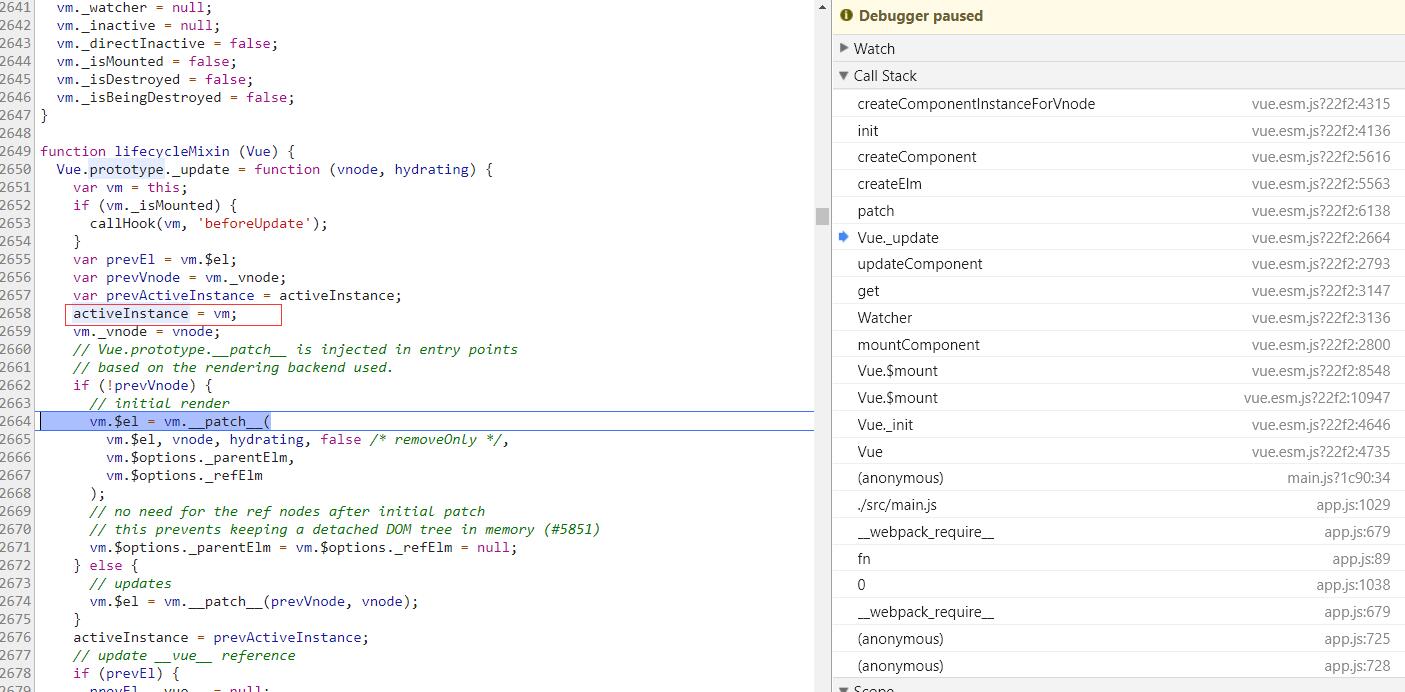 2641 vm._watcher = null;
2642 vm._inactive = null;
2643 vm._directInactive = false;
2644 vm._isMounted = false;
2645 vm._isDestroyed = false;
2646 vm._isBeingDestroyed = false;
2647 }
2648
2649 function lifecycleMixin (Vue) {
2650 Vue.prototype._update = function (vnode, hydrating) {
2651 var vm = this;
2652 if (vm._isMounted) {
2653 callHook(vm, 'beforeUpdate');
2654 }
2655 var prevEl = vm.$el;
2656 var prevVnode = vm._vnode;
2657 var prevActiveInstance = activeInstance;
2658 activeInstance = vm;
2659 vm._vnode = vnode;
2660 // Vue.prototype.__patch__ is injected in entry points
2661 // based on the rendering backend used.
2662 if (!prevVnode) {
2663 // initial render
2664 vm.$el = vm.__patch__(
2665 vm.$el, vnode, hydrating, false /* removeOnly */,
2666 vm.$options._parentElm,
2667 vm.$options._refElm
2668 );
2669 // no need for the ref nodes after initial patch
2670 // this prevents keeping a detached DOM tree in memory (#5851)
2671 vm.$options._parentElm = vm.$options._refElm = null;
2672 } else {
2673 // updates
2674 vm.$el = vm.__patch__(prevVnode, vnode);
2675 }
2676 activeInstance = prevActiveInstance;
2677 // update __vue__ reference
2678 if (prevEl) {
2679 prevEl.__vue__ = null;
Debugger paused
Watch
Call Stack
createComponentInstanceForVnode vue.esm.js?22f2:4315
init vue.esm.js?22f2:4136
createComponent vue.esm.js?22f2:5616
createElm vue.esm.js?22f2:5563
patch vue.esm.js?22f2:6138
Vue._update vue.esm.js?22f2:2664
updateComponent vue.esm.js?22f2:2793
get vue.esm.js?22f2:3147
Watcher vue.esm.js?22f2:3136
mountComponent vue.esm.js?22f2:2800
Vue.$mount vue.esm.js?22f2:8548
Vue.$mount vue.esm.js?22f2:10947
Vue._init vue.esm.js?22f2:4646
Vue vue.esm.js?22f2:4735
(anonymous) main.js?1c90:34
./src/main.js app.js:1029
__webpack_require__ app.js:679
fn app.js:89
0 app.js:1038
__webpack_require__ app.js:679
(anonymous) app.js:725
(anonymous) app.js:728
Scope